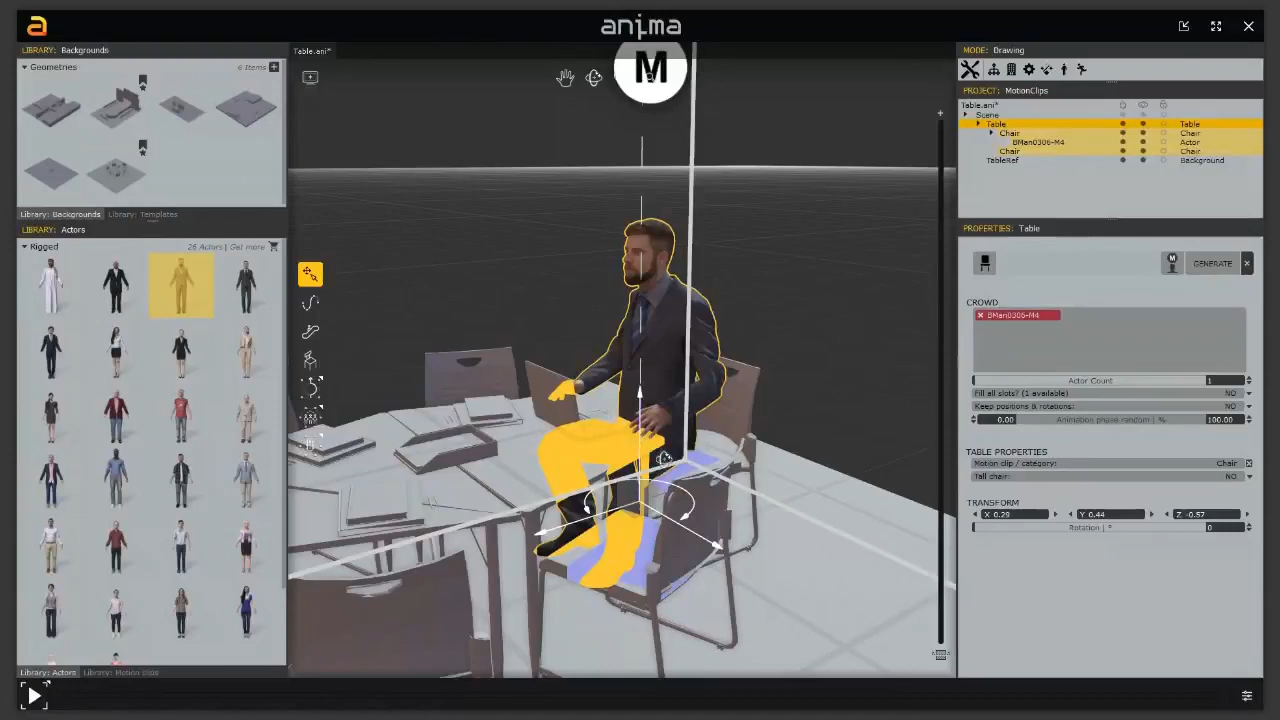 a
anima
LIBRARY: Backgrounds
Geometries
6 Items
Library: Backgrounds
Library: Templates
LIBRARY: Actors
Rigged
26 Actors | Get more
Library: Actors
Library: Motion clips
Table.ani*
M
MODE: Drawing
PROJECT: MotionClips
Table.ani*
Scene
Table
Table
Chair
Chair
BMan0306-M4
Actor
Chair
Chair
TableRef
Background
PROPERTIES: Table
M
GENERATE
CROWD
BMan0306-M4
Actor Count
1
Fill all slots? (1 available)
NO
Keep positions & rotations:
NO
0.00
Animation phase random | %
100.00
TABLE PROPERTIES
Motion clip / category:
Chair
Tall chair:
NO
TRANSFORM
X 0.29
Y 0.44
Z -0.57
Rotation | °
0